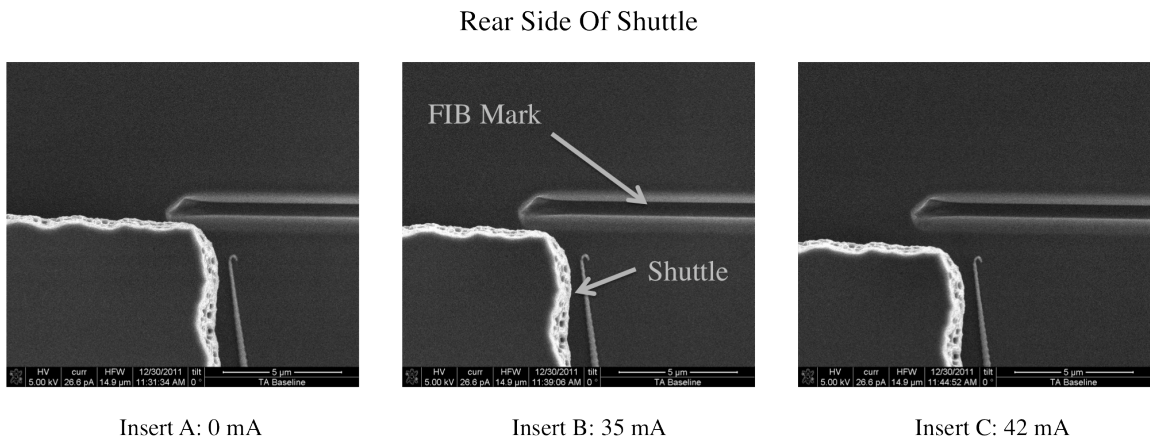 Rear Side Of Shuttle
FIB Mark
Shuttle
HV curr HFW 12/30/2011 tilt 5 µm
5.00 kV 26.6 pA 14.9 µm 11:31:34 AM 0 ° TA Baseline
HV curr HFW 12/30/2011 tilt 5 µm
5.00 kV 26.6 pA 14.9 µm 11:39:06 AM 0 ° TA Baseline
HV curr HFW 12/30/2011 tilt 5 µm
5.00 kV 26.6 pA 14.9 µm 11:44:52 AM 0 ° TA Baseline
Insert A: 0 mA
Insert B: 35 mA
Insert C: 42 mA